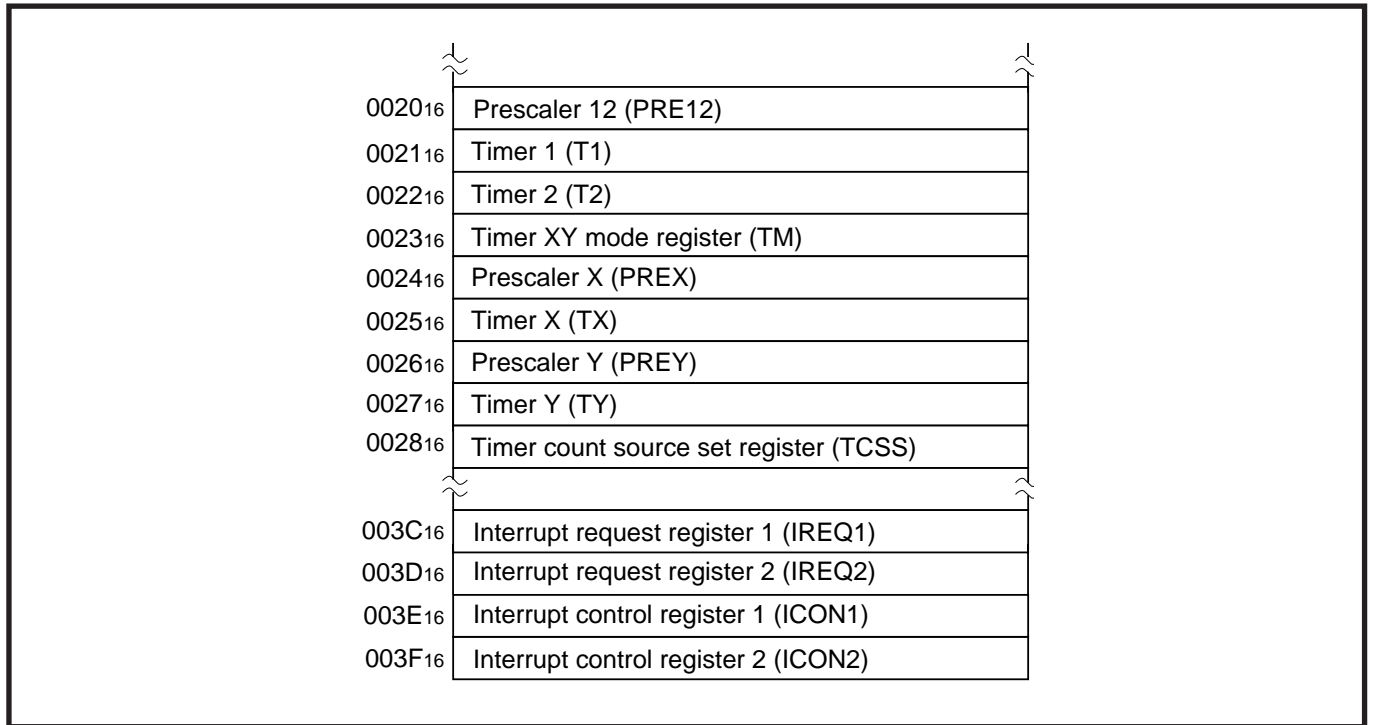 0020₁₆ Prescaler 12 (PRE12)
0021₁₆ Timer 1 (T1)
0022₁₆ Timer 2 (T2)
0023₁₆ Timer XY mode register (TM)
0024₁₆ Prescaler X (PREX)
0025₁₆ Timer X (TX)
0026₁₆ Prescaler Y (PREY)
0027₁₆ Timer Y (TY)
0028₁₆ Timer count source set register (TCSS)
003C₁₆ Interrupt request register 1 (IREQ1)
003D₁₆ Interrupt request register 2 (IREQ2)
003E₁₆ Interrupt control register 1 (ICON1)
003F₁₆ Interrupt control register 2 (ICON2)